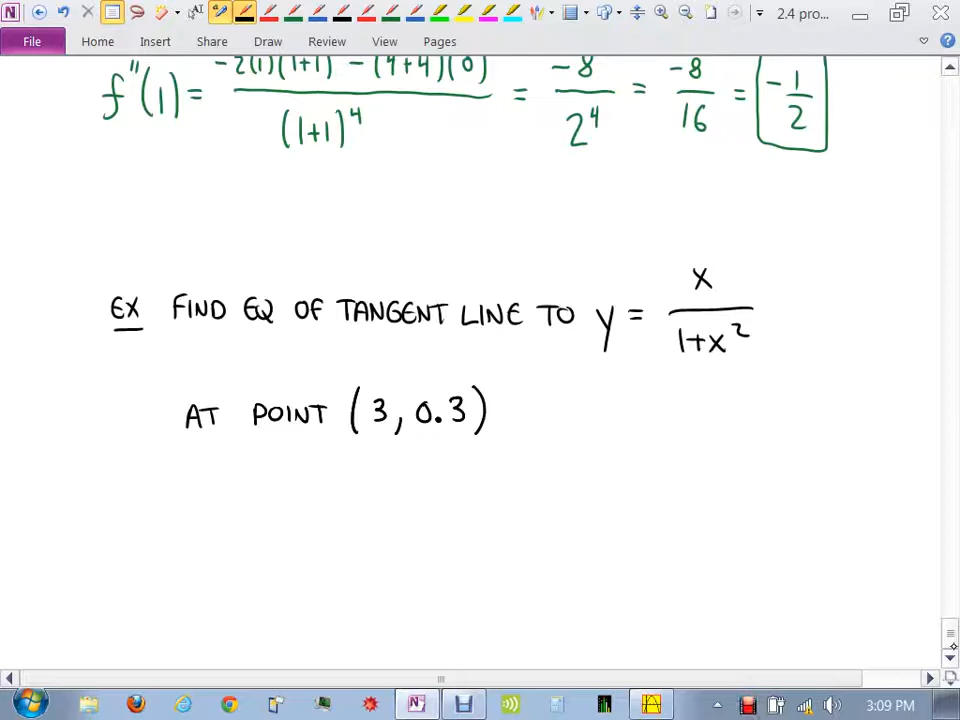 2.4 pro...
File Home Insert Share Draw Review View Pages
f"(1) = -2(1)(1+1) - (4+4)(0) / (1+1)^4 = -8 / 2^4 = -8 / 16 = -1/2
EX FIND EQ OF TANGENT LINE TO y = x / 1+x^2
AT POINT (3, 0.3)
3:09 PM